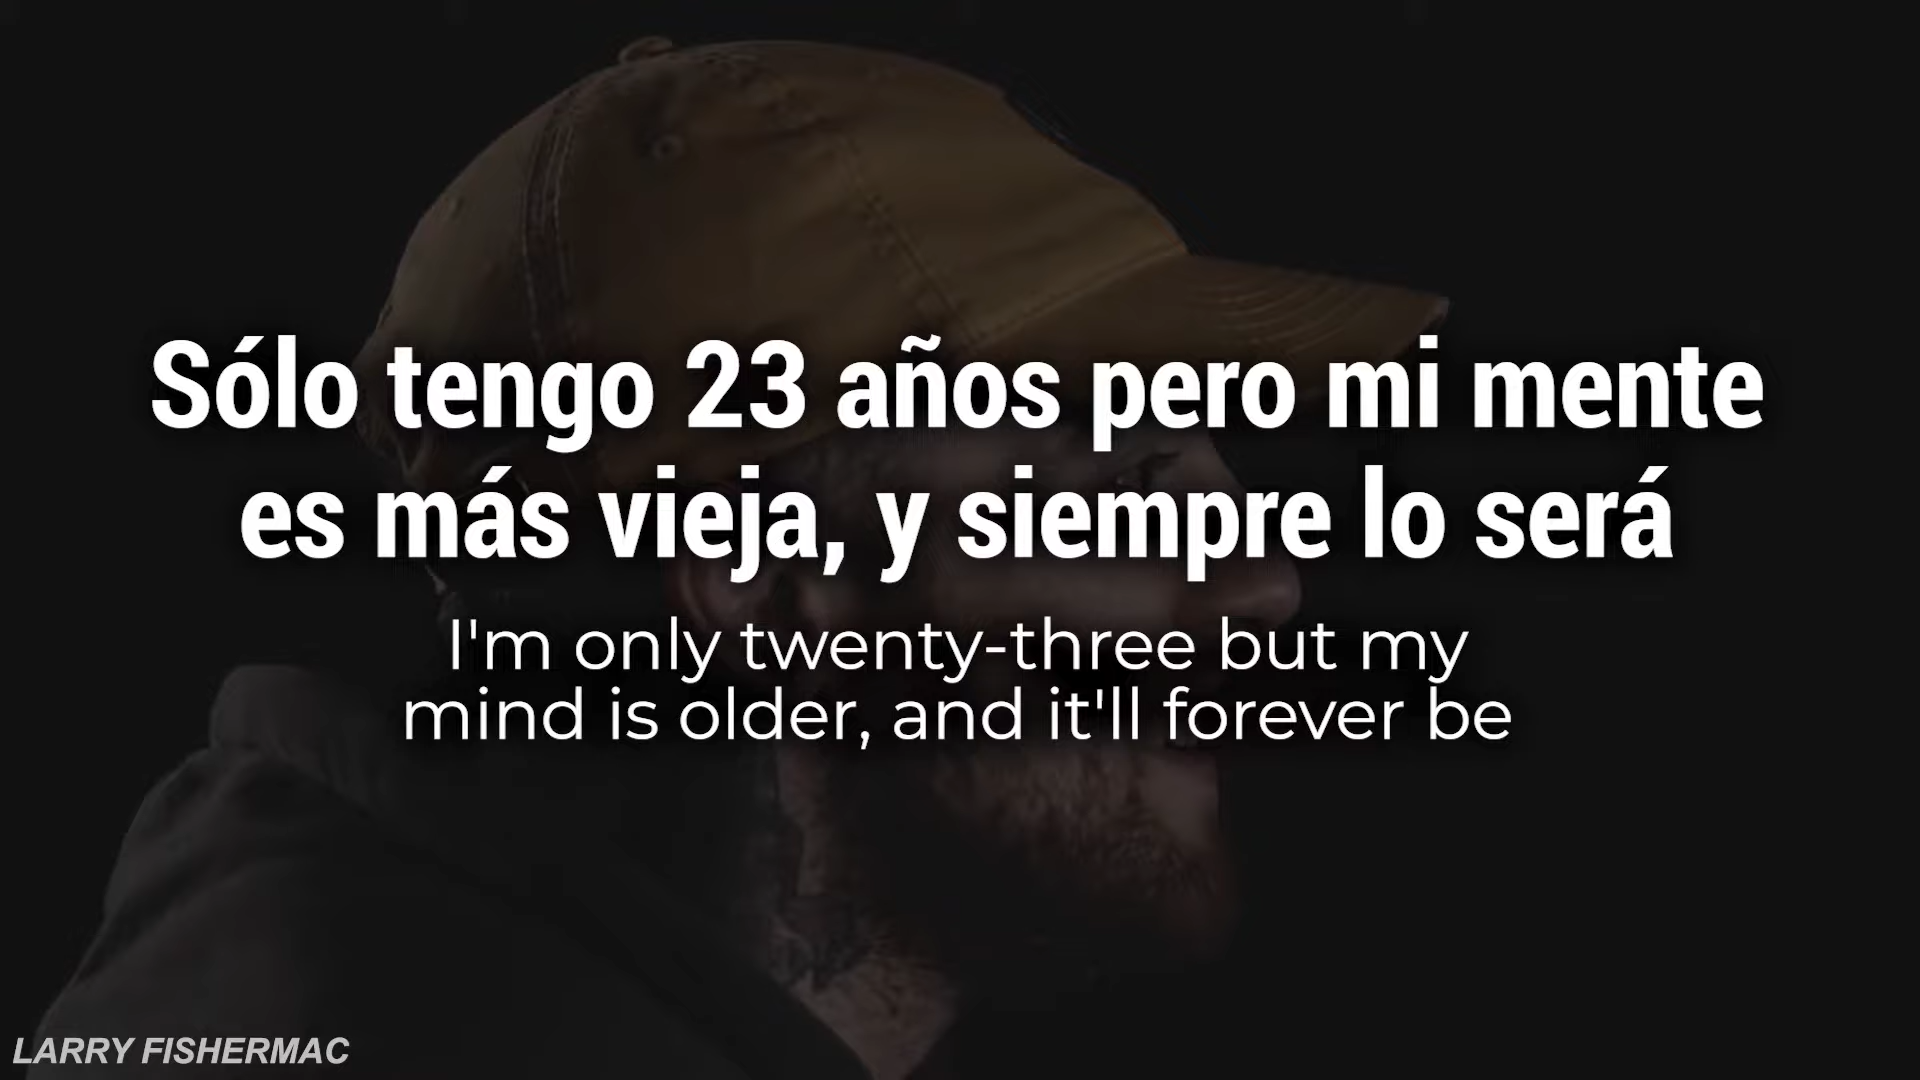 Sólo tengo 23 años pero mi mente
es más vieja, y siempre lo será
I'm only twenty-three but my
mind is older, and it'll forever be
LARRY FISHERMAC